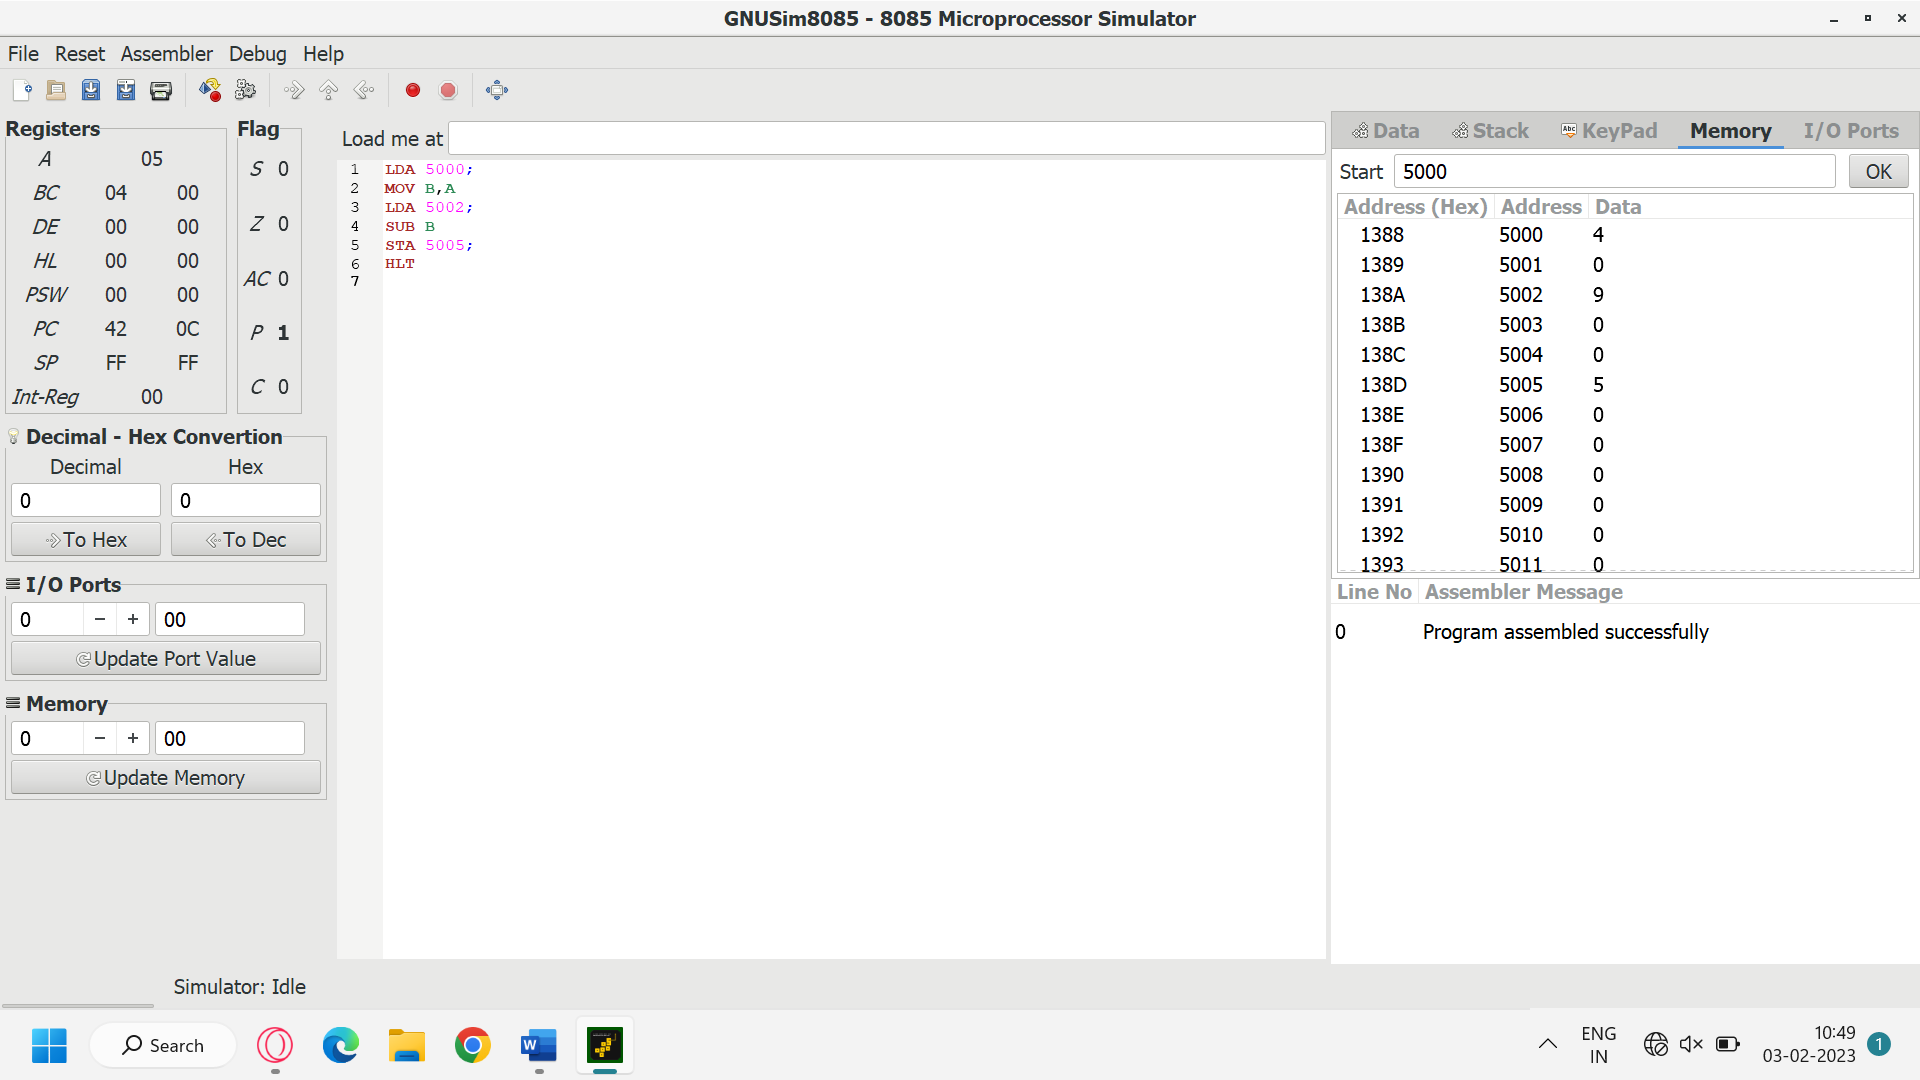 GNUSim8085 - 8085 Microprocessor Simulator
File Reset Assembler Debug Help
Registers
A 05
BC 04 00
DE 00 00
HL 00 00
PSW 00 00
PC 42 0C
SP FF FF
Int-Reg 00
Flag
S 0
Z 0
AC 0
P 1
C 0
Decimal - Hex Convertion
Decimal Hex
0 0
To Hex To Dec
I/O Ports
0 − + 00
Update Port Value
Memory
0 − + 00
Update Memory
Load me at
1 LDA 5000;
2 MOV B,A
3 LDA 5002;
4 SUB B
5 STA 5005;
6 HLT
7
Data Stack Abc KeyPad Memory I/O Ports
Start 5000 OK
Address (Hex) Address Data
1388 5000 4
1389 5001 0
138A 5002 9
138B 5003 0
138C 5004 0
138D 5005 5
138E 5006 0
138F 5007 0
1390 5008 0
1391 5009 0
1392 5010 0
1393 5011 0
Line No Assembler Message
0 Program assembled successfully
Simulator: Idle
Search
W
ENG
IN
10:49
03-02-2023
1